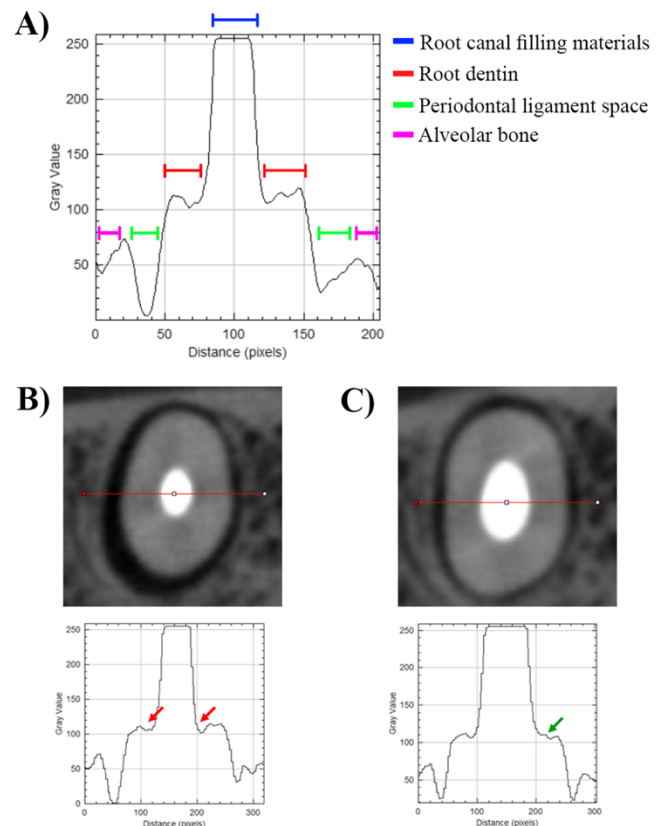 A)
Root canal filling materials
Root dentin
Periodontal ligament space
Alveolar bone
250
200
150
100
50
Gray Value
0 50 100 150 200
Distance (pixels)
B)
C)
250
200
150
100
50
0
Gray Value
0 100 200 300
Distance (pixels)
250
200
150
100
50
Gray Value
0 100 200 300
Distance (pixels)